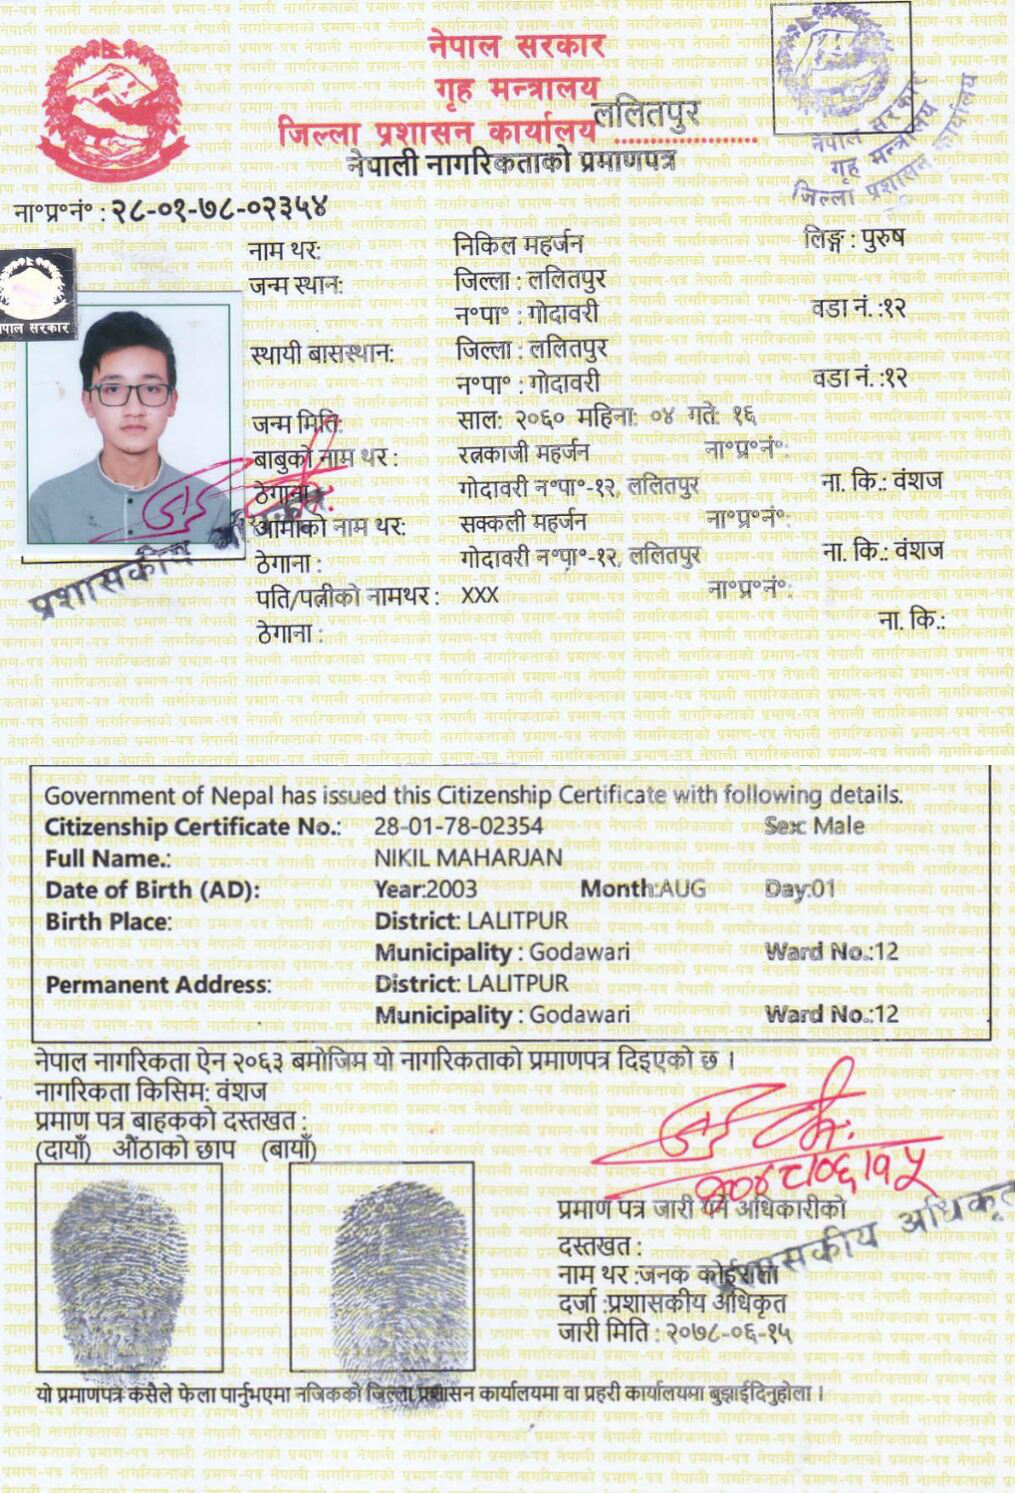 नेपाल सरकार
गृह मन्त्रालय
जिल्ला प्रशासन कार्यालय ललितपुर
नेपाली नागरिकताको प्रमाणपत्र
नेपाल सरकार
गृह मन्त्रालय
जिल्ला प्रशासन कार्यालय
ना॰प्र॰नं॰ : २८-०१-७८-०२३५४
नाम थर: निकिल महर्जन लिङ्ग : पुरुष
जन्म स्थान: जिल्ला : ललितपुर
न॰पा॰ : गोदावरी वडा नं. :१२
नेपाल सरकार
स्थायी बासस्थान: जिल्ला : ललितपुर
न॰पा॰ : गोदावरी वडा नं. :१२
जन्म मिति: साल: २०६० महिना: ०४ गते: १६
बाबुको नाम थर : रत्नकाजी महर्जन ना॰प्र॰नं॰:
ठेगाना : गोदावरी न॰पा॰-१२, ललितपुर ना. कि.: वंशज
आमाको नाम थर: सक्कली महर्जन ना॰प्र॰नं॰:
ठेगाना : गोदावरी न॰पा॰-१२, ललितपुर ना. कि.: वंशज
प्रशासकीय अधिकृत
पति/पत्नीको नामथर : XXX ना॰प्र॰नं॰:
ठेगाना : ना. कि.:
Government of Nepal has issued this Citizenship Certificate with following details.
Citizenship Certificate No.: 28-01-78-02354 Sex: Male
Full Name.: NIKIL MAHARJAN
Date of Birth (AD): Year:2003 Month:AUG Day:01
Birth Place: District: LALITPUR
Municipality : Godawari Ward No.:12
Permanent Address: District: LALITPUR
Municipality : Godawari Ward No.:12
नेपाल नागरिकता ऐन २०६३ बमोजिम यो नागरिकताको प्रमाणपत्र दिइएको छ ।
नागरिकता किसिम: वंशज
प्रमाण पत्र बाहकको दस्तखत :
(दायाँ) औंठाको छाप (बायाँ)
२०७८/०६/१५
प्रमाण पत्र जारी गर्ने अधिकारीको
दस्तखत :
प्रशासकीय अधिकृत
नाम थर :जनक कोईराला
दर्जा :प्रशासकीय अधिकृत
जारी मिति : २०७८-०६-१५
यो प्रमाणपत्र कसैले फेला पार्नुभएमा नजिकको जिल्ला प्रशासन कार्यालयमा वा प्रहरी कार्यालयमा बुझाईदिनुहोला ।